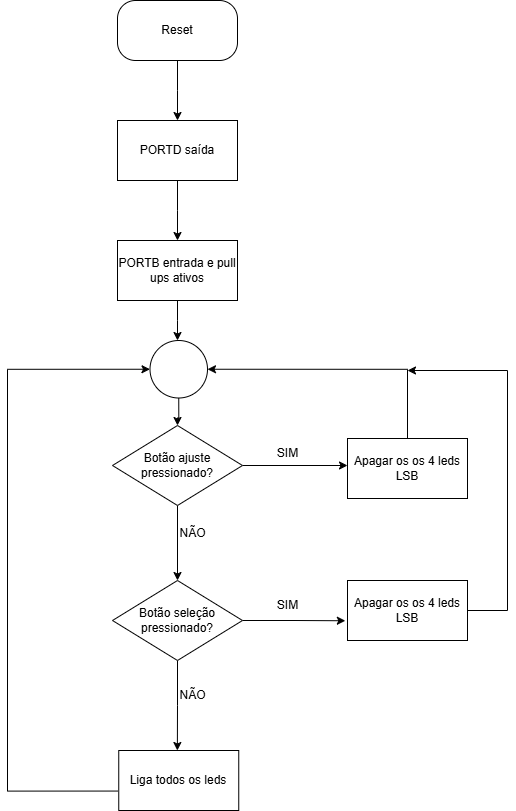 Reset
PORTD saída
PORTB entrada e pull
ups ativos
Botão ajuste
pressionado?
SIM
Apagar os os 4 leds
LSB
NÃO
Botão seleção
pressionado?
SIM
Apagar os os 4 leds
LSB
NÃO
Liga todos os leds